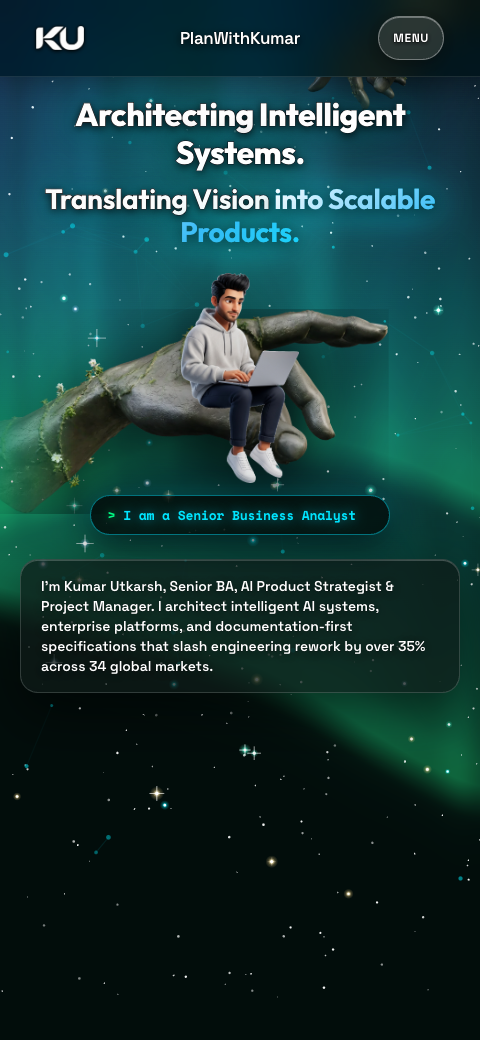 KU
PlanWithKumar
MENU
Architecting Intelligent
Systems.
Translating Vision into Scalable
Products.
> I am a Senior Business Analyst
I'm Kumar Utkarsh, Senior BA, AI Product Strategist &
Project Manager. I architect intelligent AI systems,
enterprise platforms, and documentation-first
specifications that slash engineering rework by over 35%
across 34 global markets.